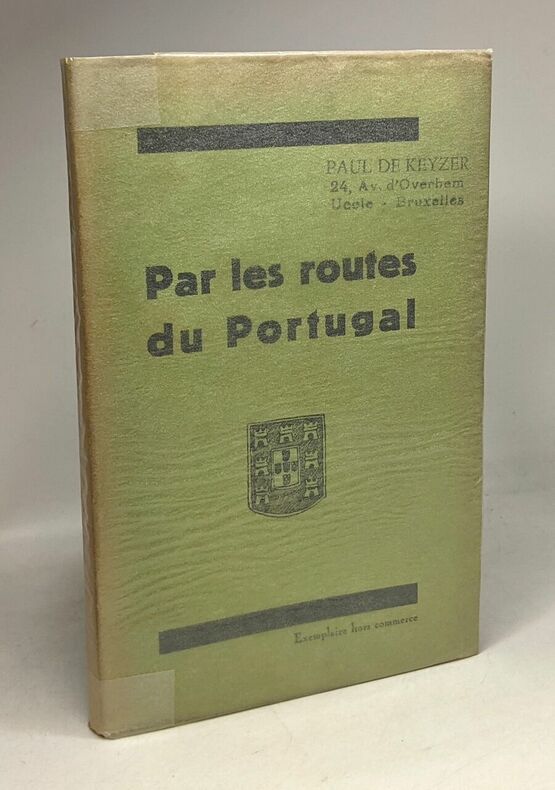 PAUL DE KEYZER
24, Av. d'Overhem
Uccle - Bruxelles
Par les routes
du Portugal
Exemplaire hors commerce